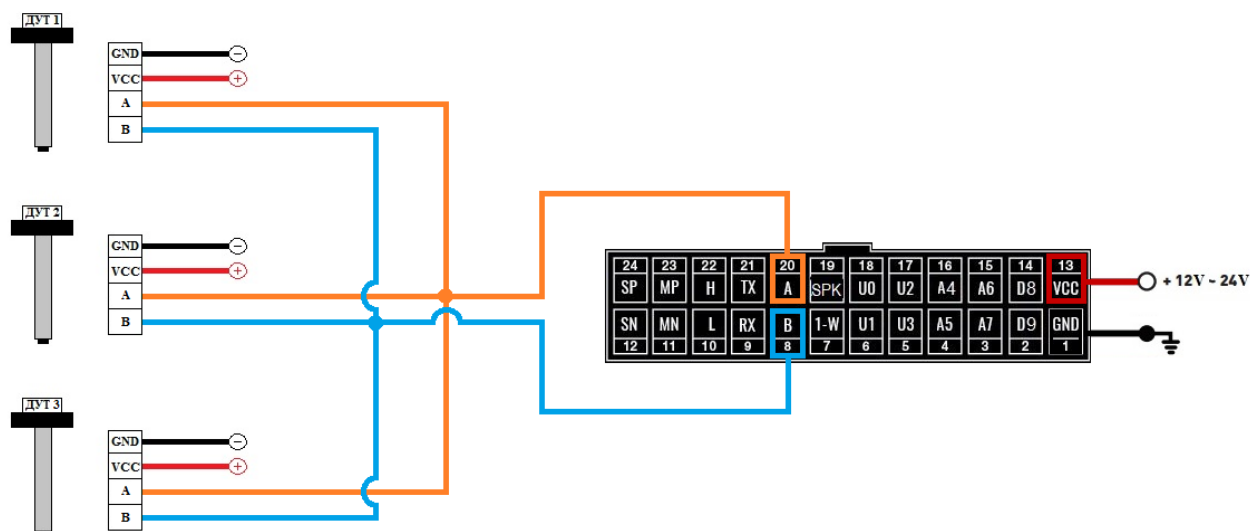 ДУТ 1
GND
VCC
A
B
ДУТ 2
GND
VCC
A
B
ДУТ 3
GND
VCC
A
B
24 23 22 21 20 19 18 17 16 15 14 13
SP MP H TX A SPK U0 U2 A4 A6 D8 VCC
SN MN L RX B 1-W U1 U3 A5 A7 D9 GND
12 11 10 9 8 7 6 5 4 3 2 1
+ 12V - 24V